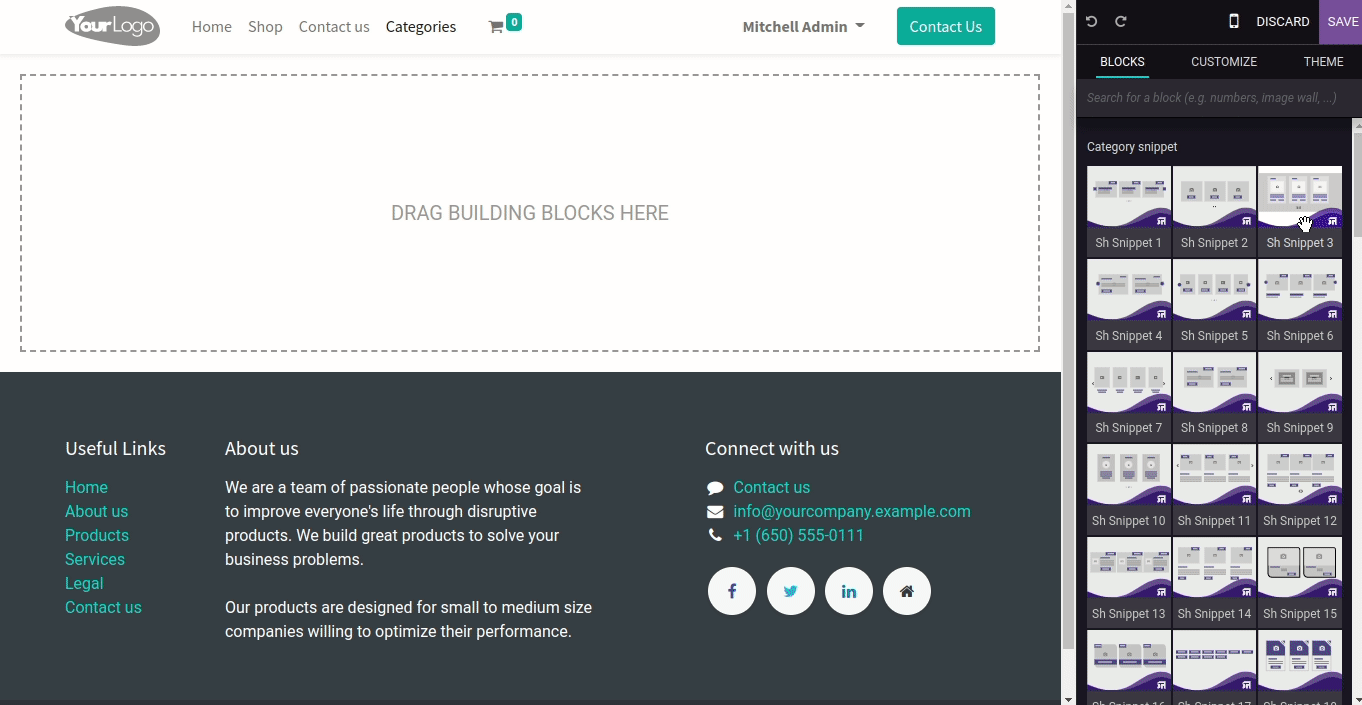 YourLogo
Home
Shop
Contact us
Categories
0
Mitchell Admin
Contact Us
DISCARD
SAVE
BLOCKS
CUSTOMIZE
THEME
Search for a block (e.g. numbers, image wall, ...)
Category snippet
DRAG BUILDING BLOCKS HERE
Sh Snippet 1
Sh Snippet 2
Sh Snippet 3
Sh Snippet 4
Sh Snippet 5
Sh Snippet 6
Sh Snippet 7
Sh Snippet 8
Sh Snippet 9
Sh Snippet 10
Sh Snippet 11
Sh Snippet 12
Sh Snippet 13
Sh Snippet 14
Sh Snippet 15
Useful Links
Home
About us
Products
Services
Legal
Contact us
About us
We are a team of passionate people whose goal is
to improve everyone's life through disruptive
products. We build great products to solve your
business problems.
Our products are designed for small to medium size
companies willing to optimize their performance.
Connect with us
Contact us
info@yourcompany.example.com
+1 (650) 555-0111